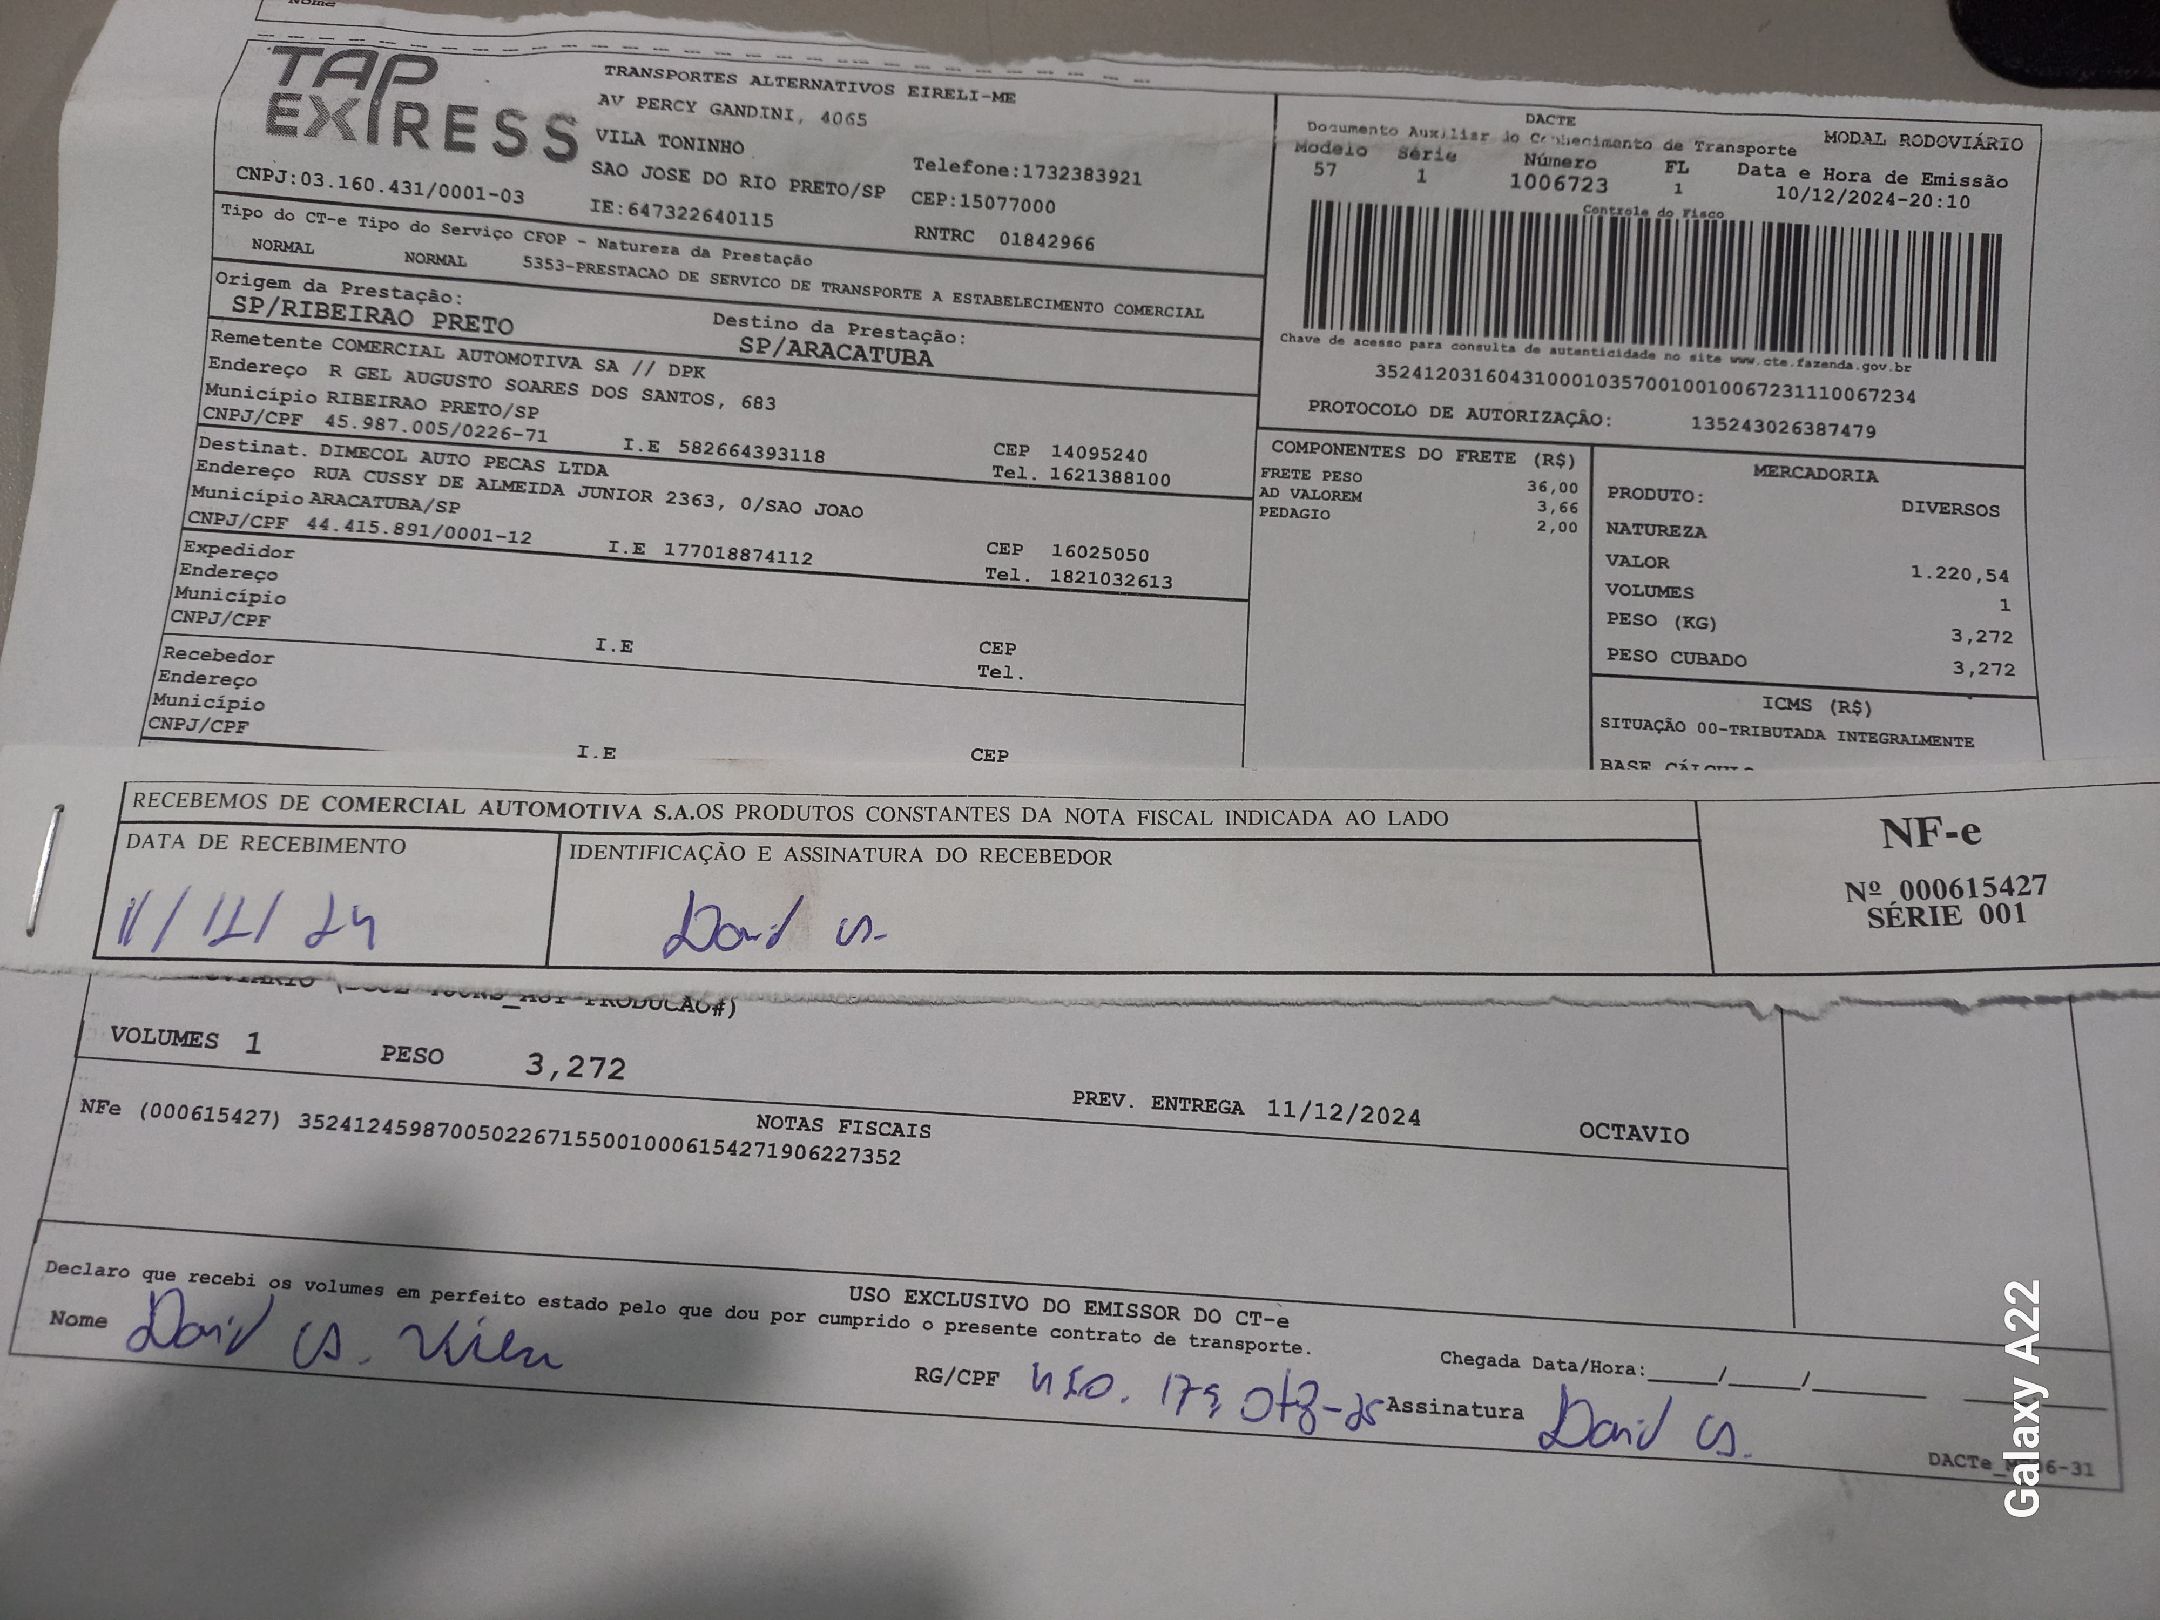 Nome
TAP EXPRESS
TRANSPORTES ALTERNATIVOS EIRELI-ME
AV PERCY GANDINI, 4065
VILA TONINHO
SAO JOSE DO RIO PRETO/SP
Telefone:1732383921
CEP:15077000
CNPJ:03.160.431/0001-03
IE:647322640115
RNTRC 01842966
DACTE
MODAL RODOVIÁRIO
Documento Auxiliar do Conhecimento de Transporte
Modelo Série Número FL Data e Hora de Emissão
57 1 1006723 1 10/12/2024-20:10
Controle do Fisco
Chave de acesso para consulta de autenticidade no site www.cte.fazenda.gov.br
35241203160431000103570010010067231110067234
PROTOCOLO DE AUTORIZAÇÃO: 135243026387479
Tipo do CT-e Tipo do Serviço CFOP - Natureza da Prestação
NORMAL NORMAL 5353-PRESTACAO DE SERVICO DE TRANSPORTE A ESTABELECIMENTO COMERCIAL
Origem da Prestação: Destino da Prestação:
SP/RIBEIRAO PRETO SP/ARACATUBA
Remetente COMERCIAL AUTOMOTIVA SA // DPK
Endereço R GEL AUGUSTO SOARES DOS SANTOS, 683
Município RIBEIRAO PRETO/SP CEP 14095240
CNPJ/CPF 45.987.005/0226-71 I.E 582664393118 Tel. 1621388100
Destinat. DIMECOL AUTO PECAS LTDA
Endereço RUA CUSSY DE ALMEIDA JUNIOR 2363, 0/SAO JOAO
Município ARACATUBA/SP CEP 16025050
CNPJ/CPF 44.415.891/0001-12 I.E 177018874112 Tel. 1821032613
Expedidor
Endereço
Município CEP
CNPJ/CPF I.E Tel.
Recebedor
Endereço
Município CEP
CNPJ/CPF I.E
COMPONENTES DO FRETE (R$)
FRETE PESO 36,00
AD VALOREM 3,66
PEDAGIO 2,00
MERCADORIA
PRODUTO: DIVERSOS
NATUREZA
VALOR 1.220,54
VOLUMES 1
PESO (KG) 3,272
PESO CUBADO 3,272
ICMS (R$)
SITUAÇÃO 00-TRIBUTADA INTEGRALMENTE
BASE CÁLCULO
RECEBEMOS DE COMERCIAL AUTOMOTIVA S.A.OS PRODUTOS CONSTANTES DA NOTA FISCAL INDICADA AO LADO
DATA DE RECEBIMENTO
11/12/24
IDENTIFICAÇÃO E ASSINATURA DO RECEBEDOR
David S.
NF-e
Nº 000615427
SÉRIE 001
VOLUMES 1 PESO 3,272 PREV. ENTREGA 11/12/2024 OCTAVIO
NOTAS FISCAIS
NFe (000615427) 35241245987005022671550010006154271906227352
USO EXCLUSIVO DO EMISSOR DO CT-e
Declaro que recebi os volumes em perfeito estado pelo que dou por cumprido o presente contrato de transporte.
Nome David S.
Chegada Data/Hora:_____/_____/________
RG/CPF Assinatura David S.
Galaxy A22